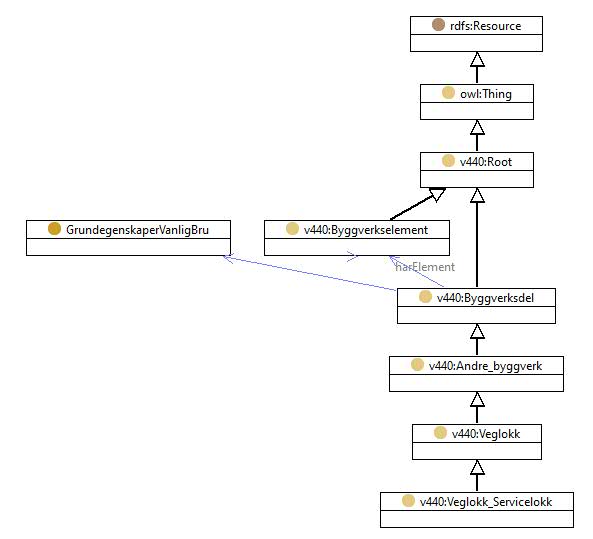 rdfs:Resource
owl:Thing
v440:Root
GrundegenskaperVanligBru
v440:Byggverkselement
harElement
v440:Byggverksdel
v440:Andre_byggverk
v440:Veglokk
v440:Veglokk_Servicelokk